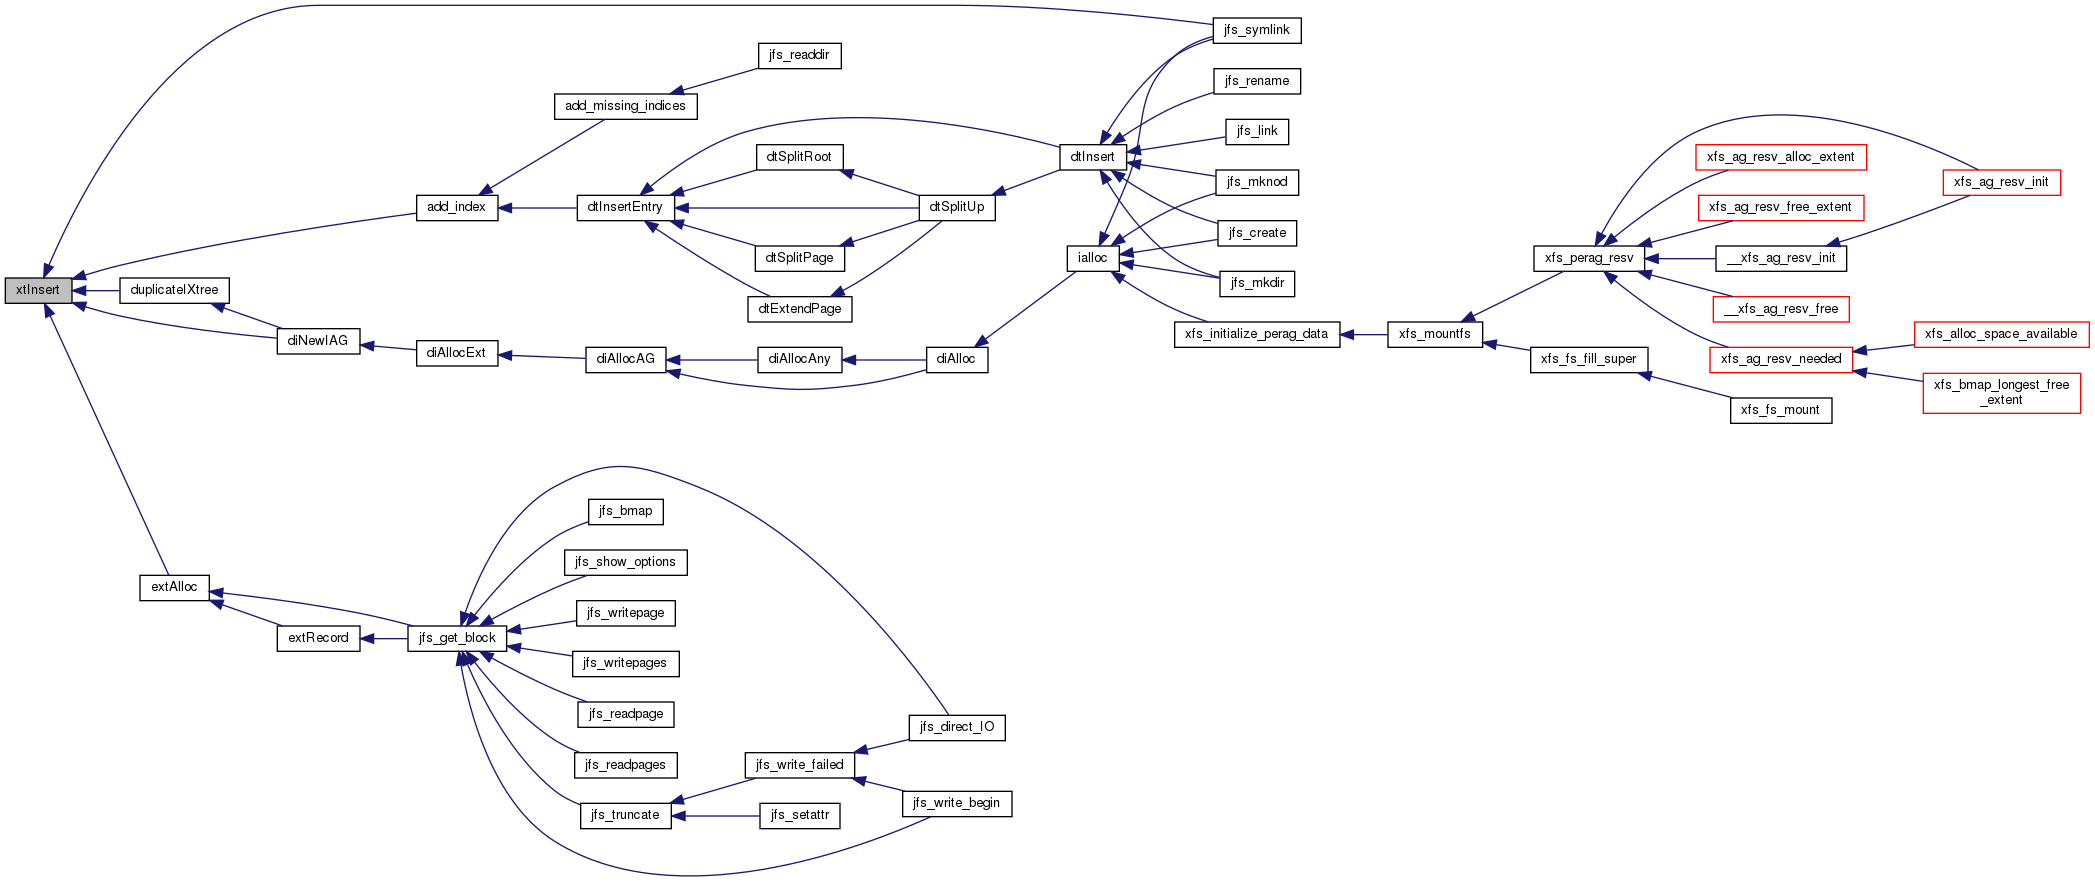 xtInsert
jfs_symlink
jfs_readdir
add_missing_indices
add_index
dtInsertEntry
dtSplitRoot
dtSplitPage
dtExtendPage
dtSplitUp
dtInsert
jfs_rename
jfs_link
jfs_mknod
jfs_create
jfs_mkdir
ialloc
duplicateIXtree
diNewIAG
diAllocExt
diAllocAG
diAllocAny
diAlloc
xfs_initialize_perag_data
xfs_mountfs
xfs_perag_resv
xfs_fs_fill_super
xfs_fs_mount
xfs_ag_resv_alloc_extent
xfs_ag_resv_free_extent
__xfs_ag_resv_init
__xfs_ag_resv_free
xfs_ag_resv_needed
xfs_ag_resv_init
xfs_alloc_space_available
xfs_bmap_longest_free
_extent
extAlloc
extRecord
jfs_get_block
jfs_bmap
jfs_show_options
jfs_writepage
jfs_writepages
jfs_readpage
jfs_readpages
jfs_truncate
jfs_write_failed
jfs_setattr
jfs_direct_IO
jfs_write_begin